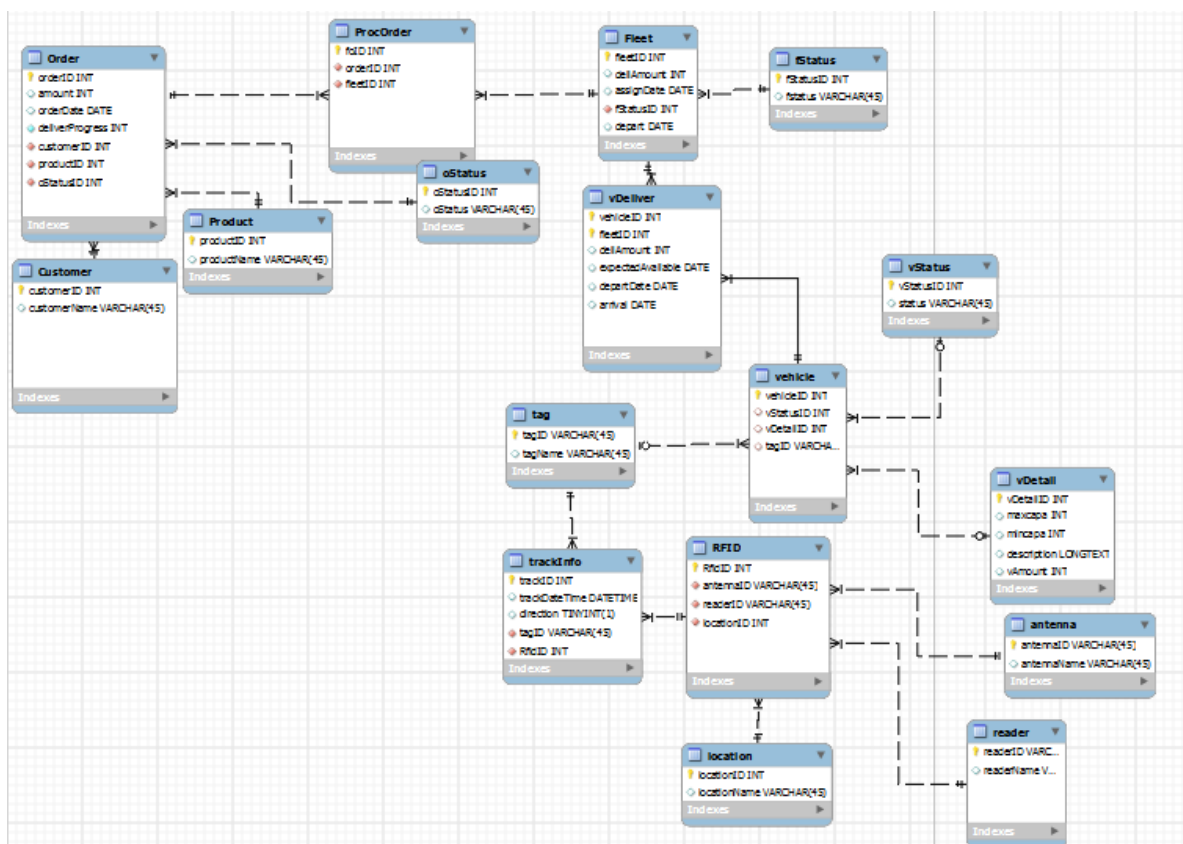 Order
orderID INT
amount INT
orderDate DATE
deliverProgress INT
customerID INT
productID INT
oStatusID INT
Indexes
ProcOrder
foID INT
orderID INT
fleetID INT
Indexes
Fleet
fleetID INT
deliAmount INT
assignDate DATE
fStatusID INT
depart DATE
Indexes
fStatus
fStatusID INT
fstatus VARCHAR(45)
Indexes
oStatus
oStatusID INT
oStatus VARCHAR(45)
Indexes
Product
productID INT
productName VARCHAR(45)
Indexes
Customer
customerID INT
customerName VARCHAR(45)
Indexes
vDeliver
vehicleID INT
fleetID INT
deliAmount INT
expectedAvailable DATE
departDate DATE
arrival DATE
Indexes
vStatus
vStatusID INT
status VARCHAR(45)
Indexes
vehicle
vehicleID INT
vStatusID INT
vDetailID INT
tagID VARCHA...
Indexes
tag
tagID VARCHAR(45)
tagName VARCHAR(45)
Indexes
vDetail
vDetailID INT
maxcapa INT
mincapa INT
description LONGTEXT
vAmount INT
Indexes
trackInfo
trackID INT
trackDateTime DATETIME
direction TINYINT(1)
tagID VARCHAR(45)
RfidID INT
Indexes
RFID
RfidID INT
antennaID VARCHAR(45)
readerID VARCHAR(45)
locationID INT
Indexes
antenna
antennaID VARCHAR(45)
antennaName VARCHAR(45)
Indexes
location
locationID INT
locationName VARCHAR(45)
Indexes
reader
readerID VARC...
readerName V...
Indexes